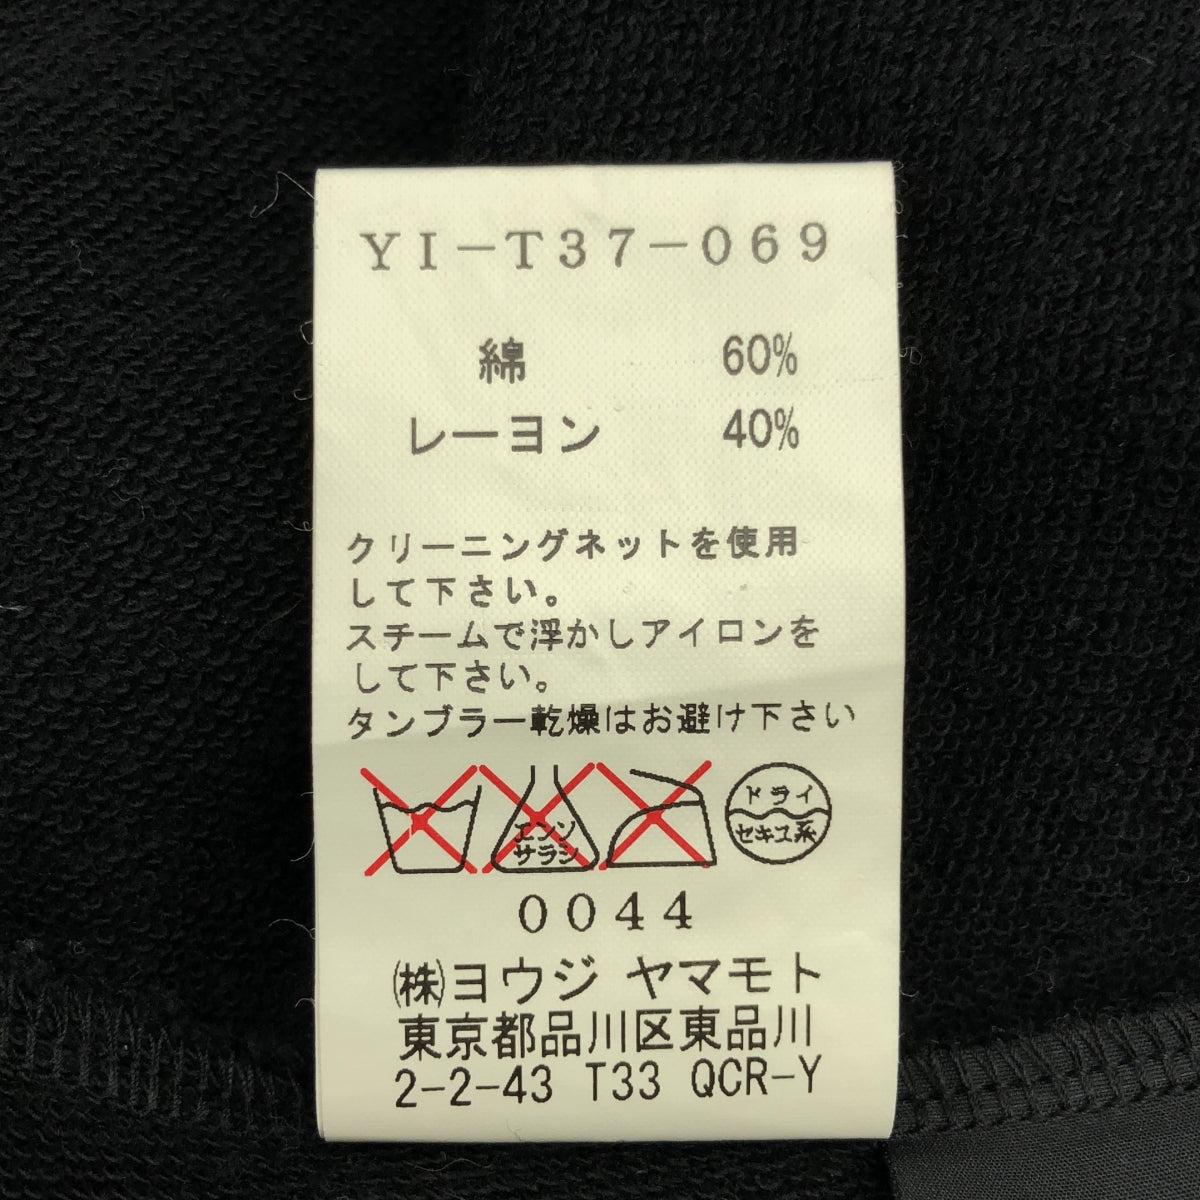 YI-T37-069
綿 60%
レーヨン 40%
クリーニングネットを使用
して下さい。
スチームで浮かしアイロンを
して下さい。
タンブラー乾燥はお避け下さい
エンソ
サラシ
ドライ
セキユ系
0044
㈱ヨウジ ヤマモト
東京都品川区東品川
2-2-43 T33 QCR-Y